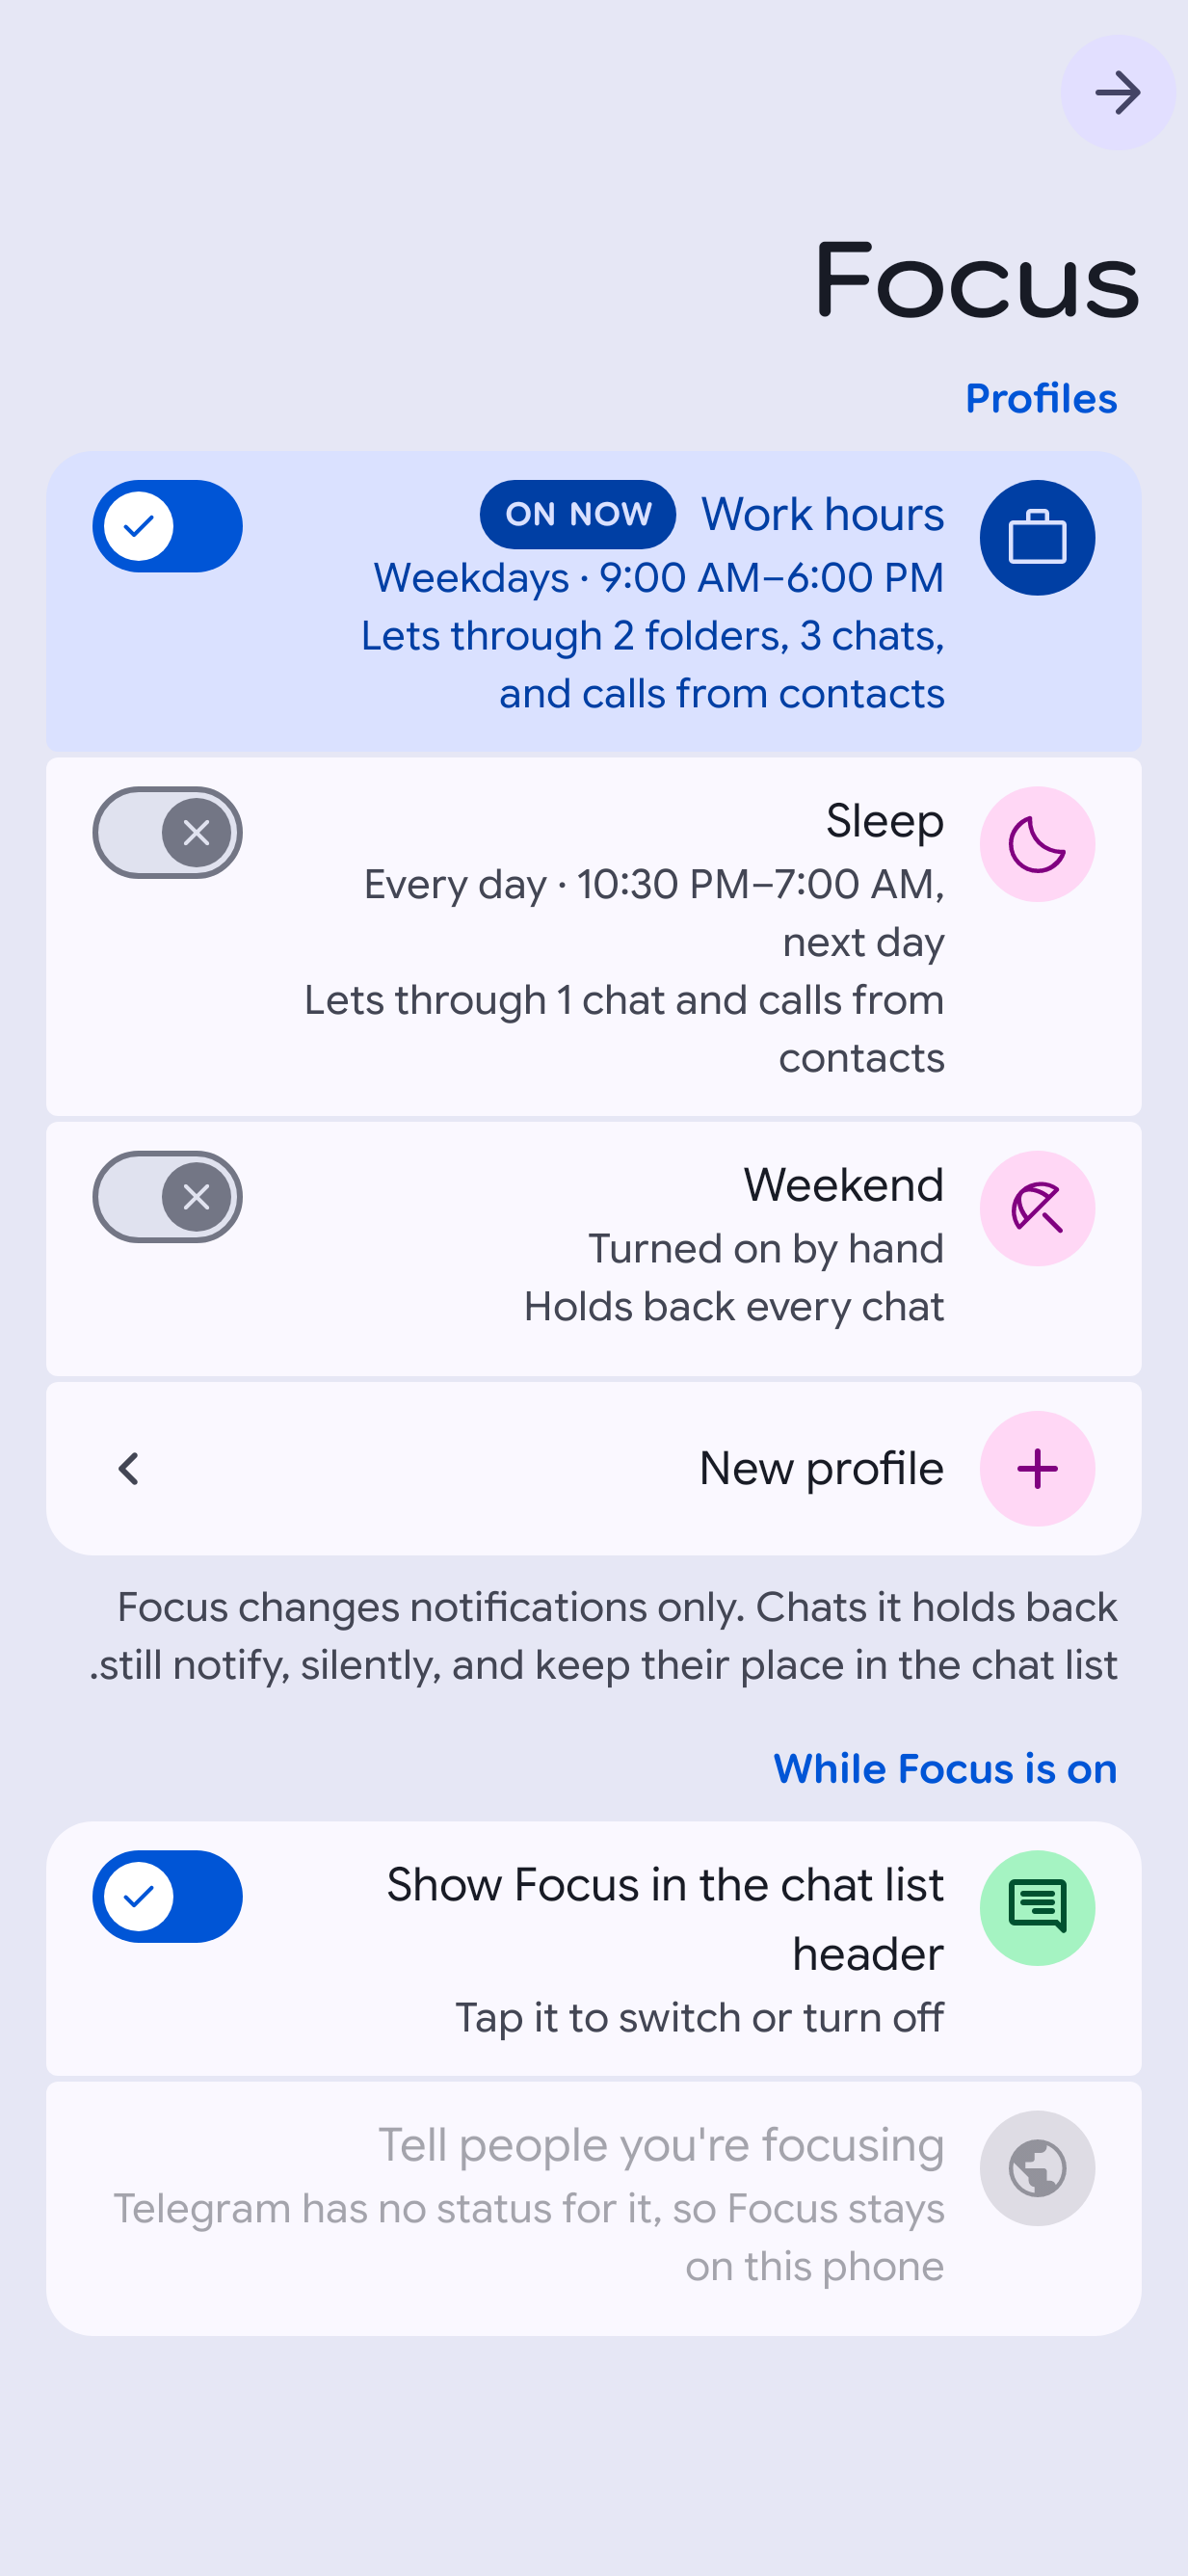 Focus
Profiles
Work hours ON NOW
Weekdays · 9:00 AM–6:00 PM
Lets through 2 folders, 3 chats,
and calls from contacts
Sleep
Every day · 10:30 PM–7:00 AM,
next day
Lets through 1 chat and calls from
contacts
Weekend
Turned on by hand
Holds back every chat
New profile
Focus changes notifications only. Chats it holds back
.still notify, silently, and keep their place in the chat list
While Focus is on
Show Focus in the chat list
header
Tap it to switch or turn off
Tell people you're focusing
Telegram has no status for it, so Focus stays
on this phone